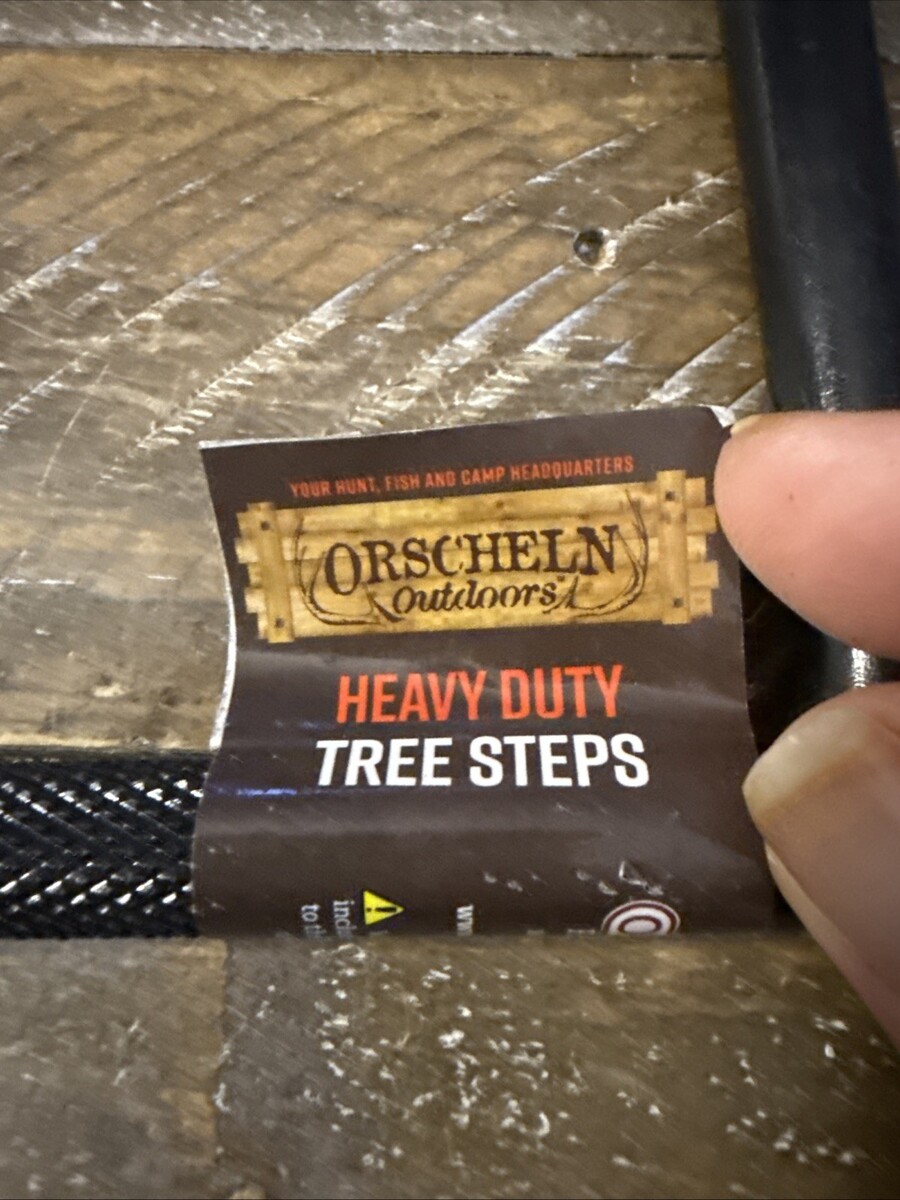 YOUR HUNT, FISH AND CAMP HEADQUARTERS
ORSCHELN
outdoors
HEAVY DUTY
TREE STEPS